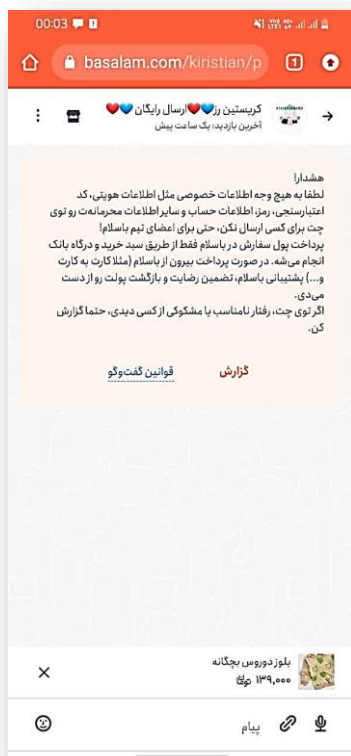 00:03
basalam.com/kiristian/p
1
کریستین رز💙❤️ارسال رایگان💙❤️
آخرین بازدید: یک ساعت پیش
هشدار!
لطفا به هیچ وجه اطلاعات خصوصی مثل اطلاعات هویتی، کد
اعتبارسنجی، رمز، اطلاعات حساب و سایر اطلاعات محرمانه‌ت رو توی
چت برای کسی ارسال نکن، حتی برای اعضای تیم باسلام!
پرداخت پول سفارش در باسلام فقط از طریق سبد خرید و درگاه بانک
انجام می‌شه. در صورت پرداخت بیرون از باسلام (مثلا کارت به کارت
و...) پشتیبانی باسلام، تضمین رضایت و بازگشت پولت رو از دست
می‌دی.
اگر توی چت، رفتار نامناسب یا مشکوکی از کسی دیدی، حتما گزارش
کن.
گزارش
قوانین گفت‌وگو
بلوز دوروس بچگانه
۱۳۹,۰۰۰ تومان
پیام